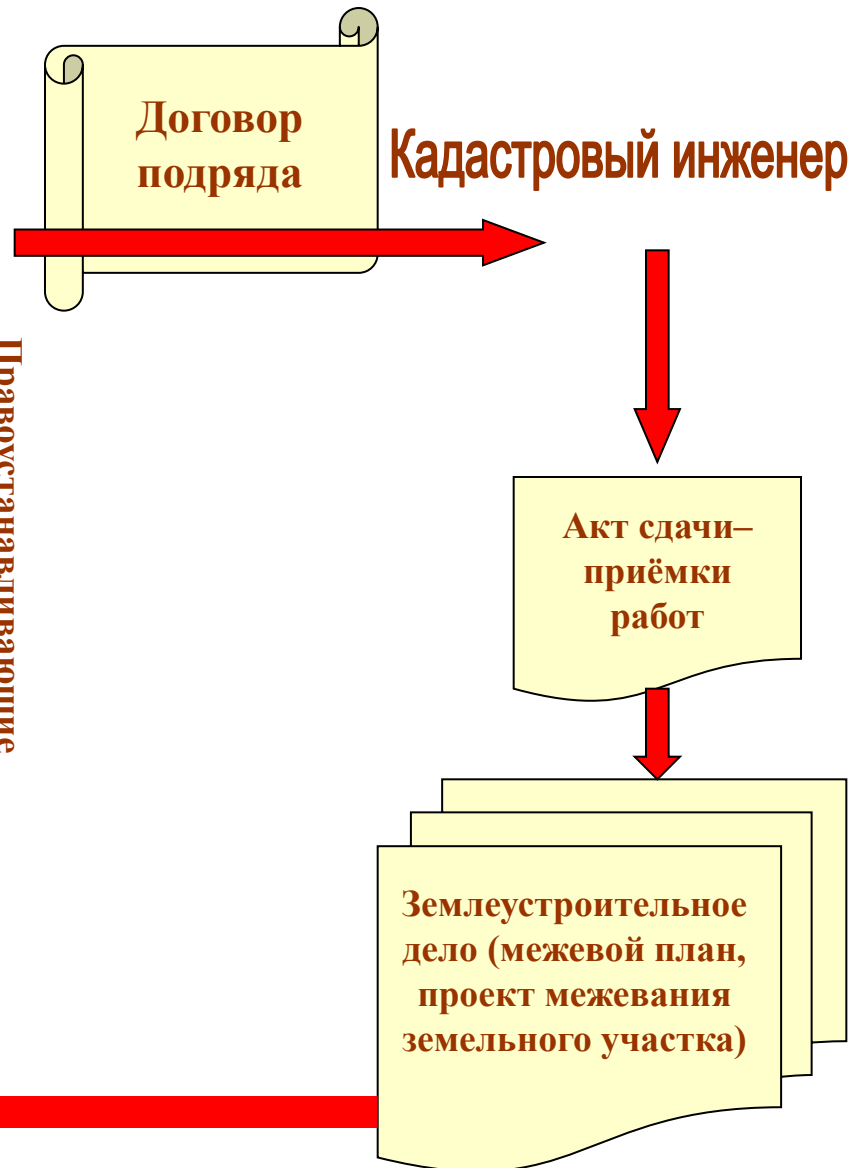 Договор
подряда
Кадастровый инженер
Правоустанавливающие
Акт сдачи–
приёмки
работ
Землеустроительное
дело (межевой план,
проект межевания
земельного участка)